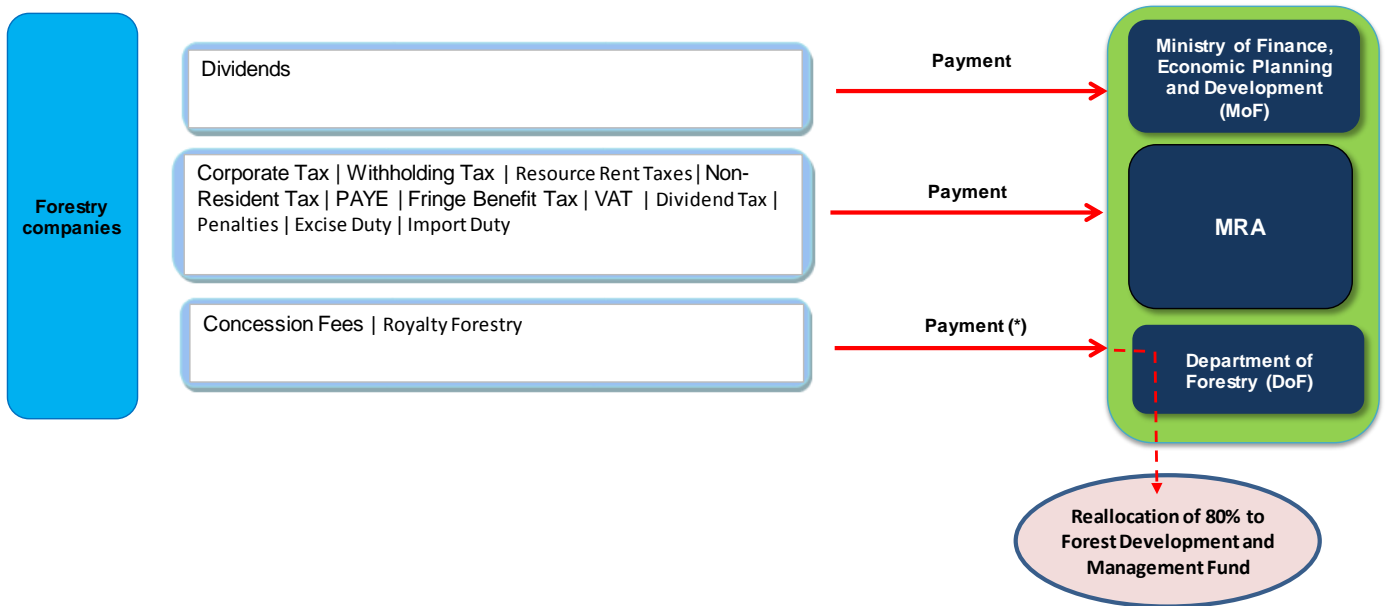 Forestry
companies
Dividends
Payment
Ministry of Finance,
Economic Planning
and Development
(MoF)
Corporate Tax | Withholding Tax | Resource Rent Taxes| Non-
Resident Tax | PAYE | Fringe Benefit Tax | VAT | Dividend Tax |
Penalties | Excise Duty | Import Duty
Payment
MRA
Concession Fees | Royalty Forestry
Payment (*)
Department of
Forestry (DoF)
Reallocation of 80% to
Forest Development and
Management Fund